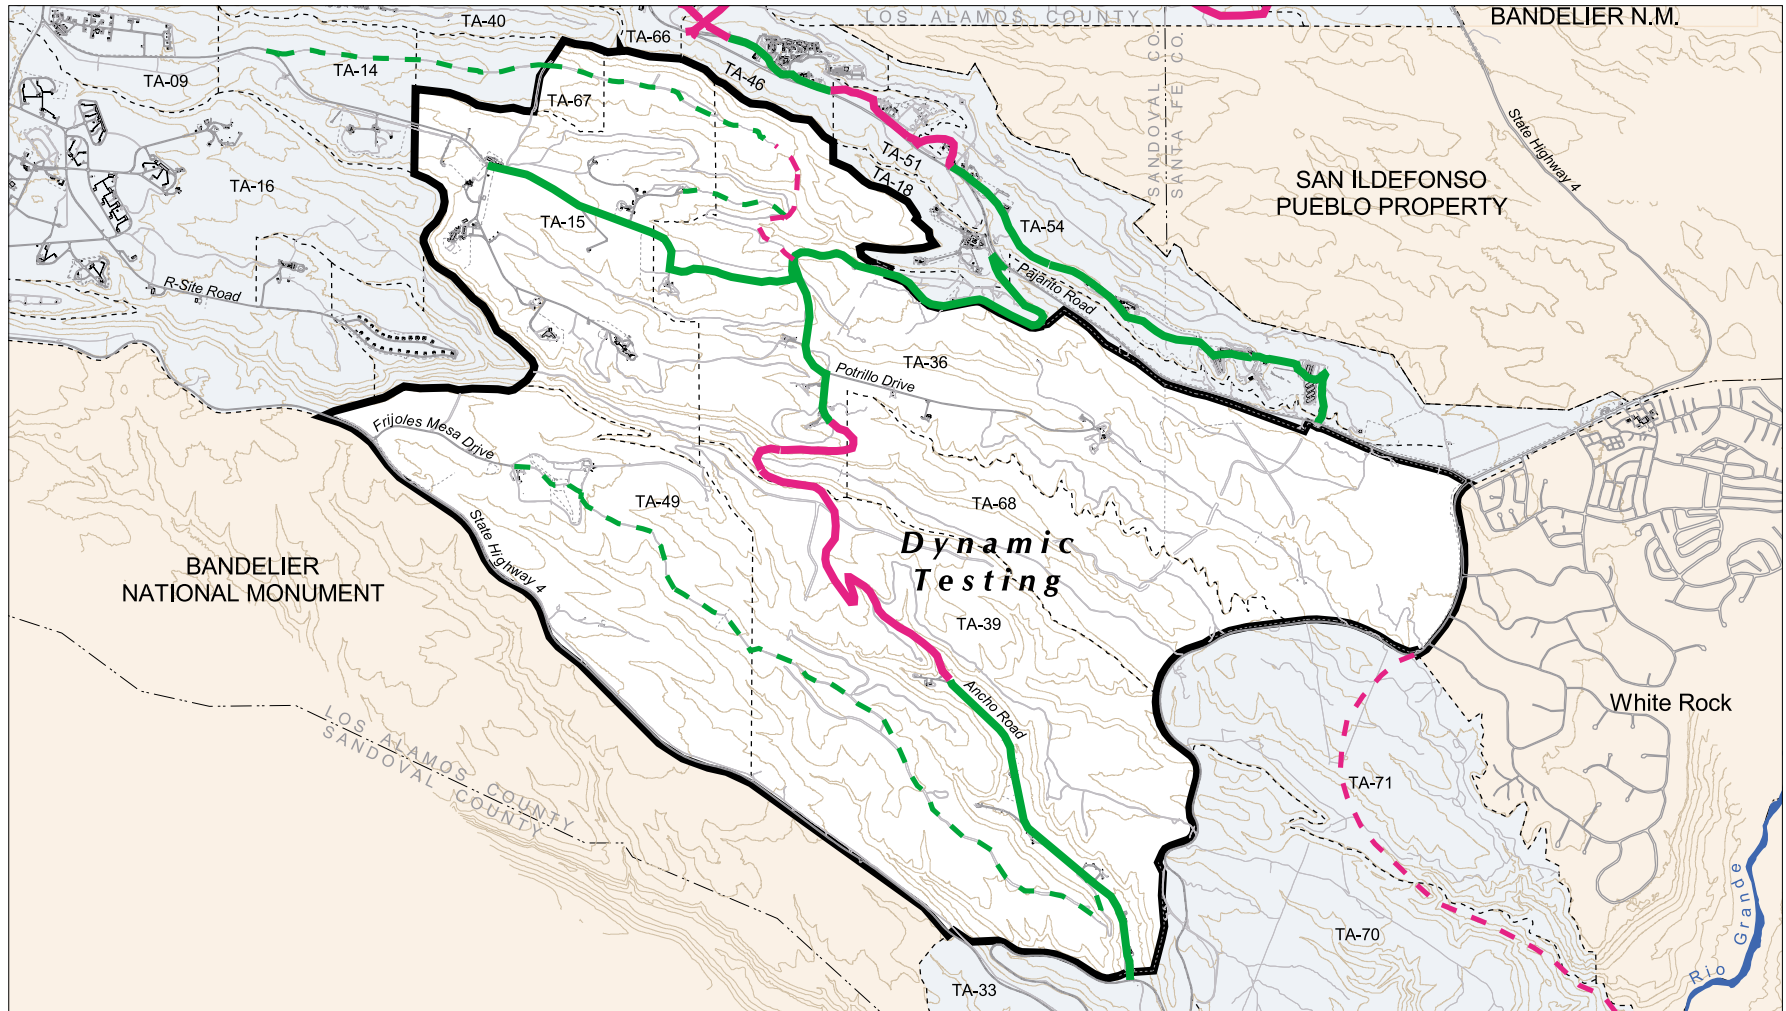 LOS ALAMOS COUNTY
BANDELIER N.M.
TA-40
TA-66
TA-09
TA-14
TA-46
TA-67
SANDOVAL CO.
SANTA FE CO.
State Highway 4
TA-51
TA-18
TA-16
SAN ILDEFONSO
PUEBLO PROPERTY
TA-15
TA-54
Pajarito Road
R-Site Road
TA-36
Potrillo Drive
Frijoles Mesa Drive
TA-49
TA-68
State Highway 4
Dynamic
Testing
BANDELIER
NATIONAL MONUMENT
TA-39
Ancho Road
White Rock
LOS ALAMOS COUNTY
SANDOVAL COUNTY
TA-71
TA-70
Rio Grande
TA-33